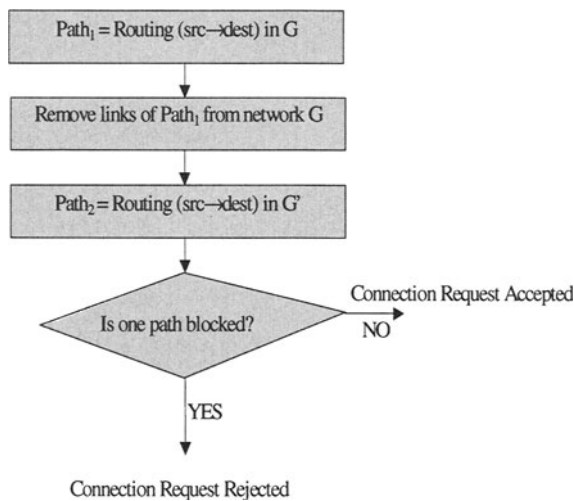 Path₁ = Routing (src→dest) in G
Remove links of Path₁ from network G
Path₂ = Routing (src→dest) in G'
Connection Request Accepted
Is one path blocked?
NO
YES
Connection Request Rejected